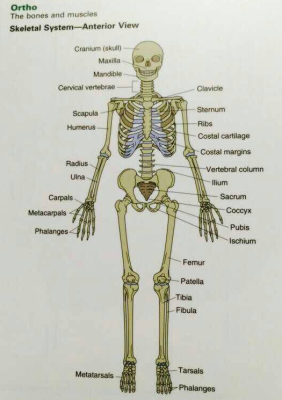 Ortho
The bones and muscles
Skeletal System—Anterior View
Cranium (skull)
Maxilla
Mandible
Cervical vertebrae
Clavicle
Scapula
Sternum
Humerus
Ribs
Costal cartilage
Costal margins
Radius
Vertebral column
Ulna
Ilium
Carpals
Sacrum
Metacarpals
Coccyx
Phalanges
Pubis
Ischium
Femur
Patella
Tibia
Fibula
Metatarsals
Tarsals
Phalanges